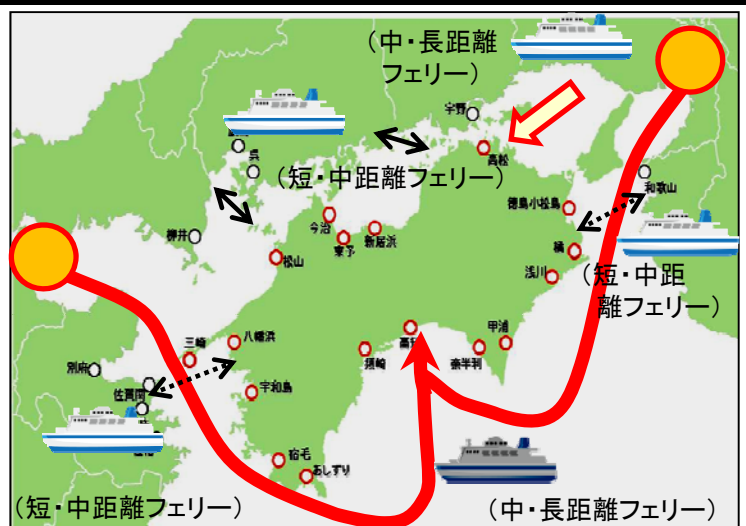 (中・長距離
フェリー)
宇野
高松
呉
(短・中距離フェリー)
和歌山
徳島小松島
今治
東予
新居浜
柳井
松山
橘
浅川
(短・中距
離フェリー)
三崎
八幡浜
須崎
甲浦
奈半利
別府
佐賀関
宇和島
宿毛
あしずり
(短・中距離フェリー)
(中・長距離フェリー)